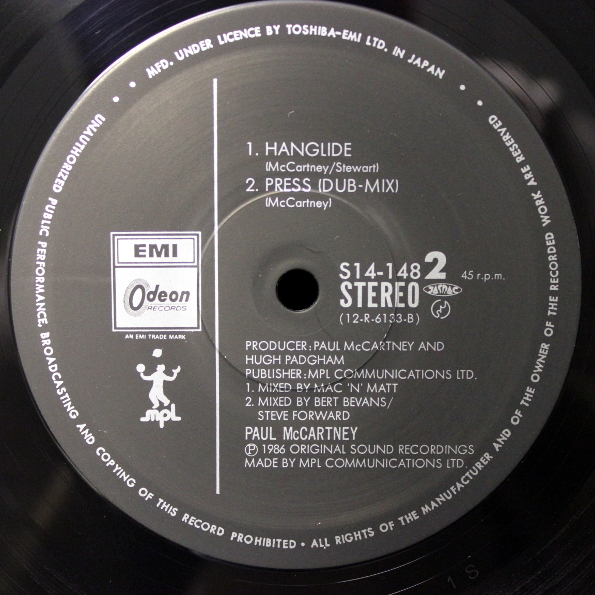 • • MFD. UNDER LICENCE BY TOSHIBA-EMI LTD. IN JAPAN • •
UNAUTHORIZED PUBLIC PERFORMANCE, BROADCASTING AND COPYING OF THIS RECORD PROHIBITED • ALL RIGHTS OF THE MANUFACTURER AND OF THE OWNER OF THE RECORDED WORK ARE RESERVED
1. HANGLIDE
(McCartney/Stewart)
2. PRESS (DUB-MIX)
(McCartney)
EMI
Odeon
RECORDS
AN EMI TRADE MARK
mpl
S14-148 2 45 r.p.m.
STEREO JASRAC
(12-R-6133-B)
PRODUCER: PAUL McCARTNEY AND
HUGH PADGHAM
PUBLISHER: MPL COMMUNICATIONS LTD.
1. MIXED BY MAC 'N' MATT
2. MIXED BY BERT BEVANS/
STEVE FORWARD
PAUL McCARTNEY
Ⓟ 1986 ORIGINAL SOUND RECORDINGS
MADE BY MPL COMMUNICATIONS LTD.
1 S